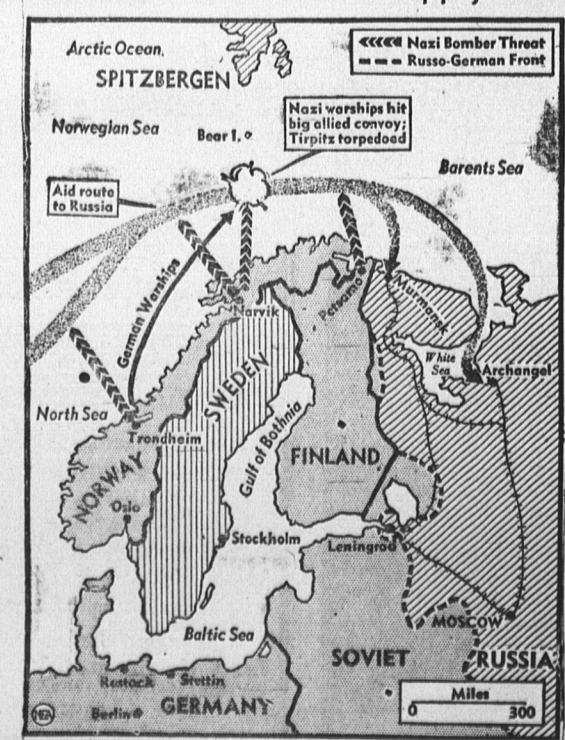 Arctic Ocean
SPITZBERGEN
Nazi Bomber Threat
Russo-German Front
Norwegian Sea
Bear I.
Nazi warships hit
big allied convoy;
Tirpitz torpedoed
Barents Sea
Aid route
to Russia
German Warships
Narvik
Petsamo
Murmansk
White
Sea
Archangel
North Sea
Trondheim
SWEDEN
Gulf of Bothnia
FINLAND
NORWAY
Oslo
Stockholm
Leningrad
MOSCOW
Baltic Sea
SOVIET
RUSSIA
Rostock
Stettin
Berlin
GERMANY
Miles
0 300
NEA